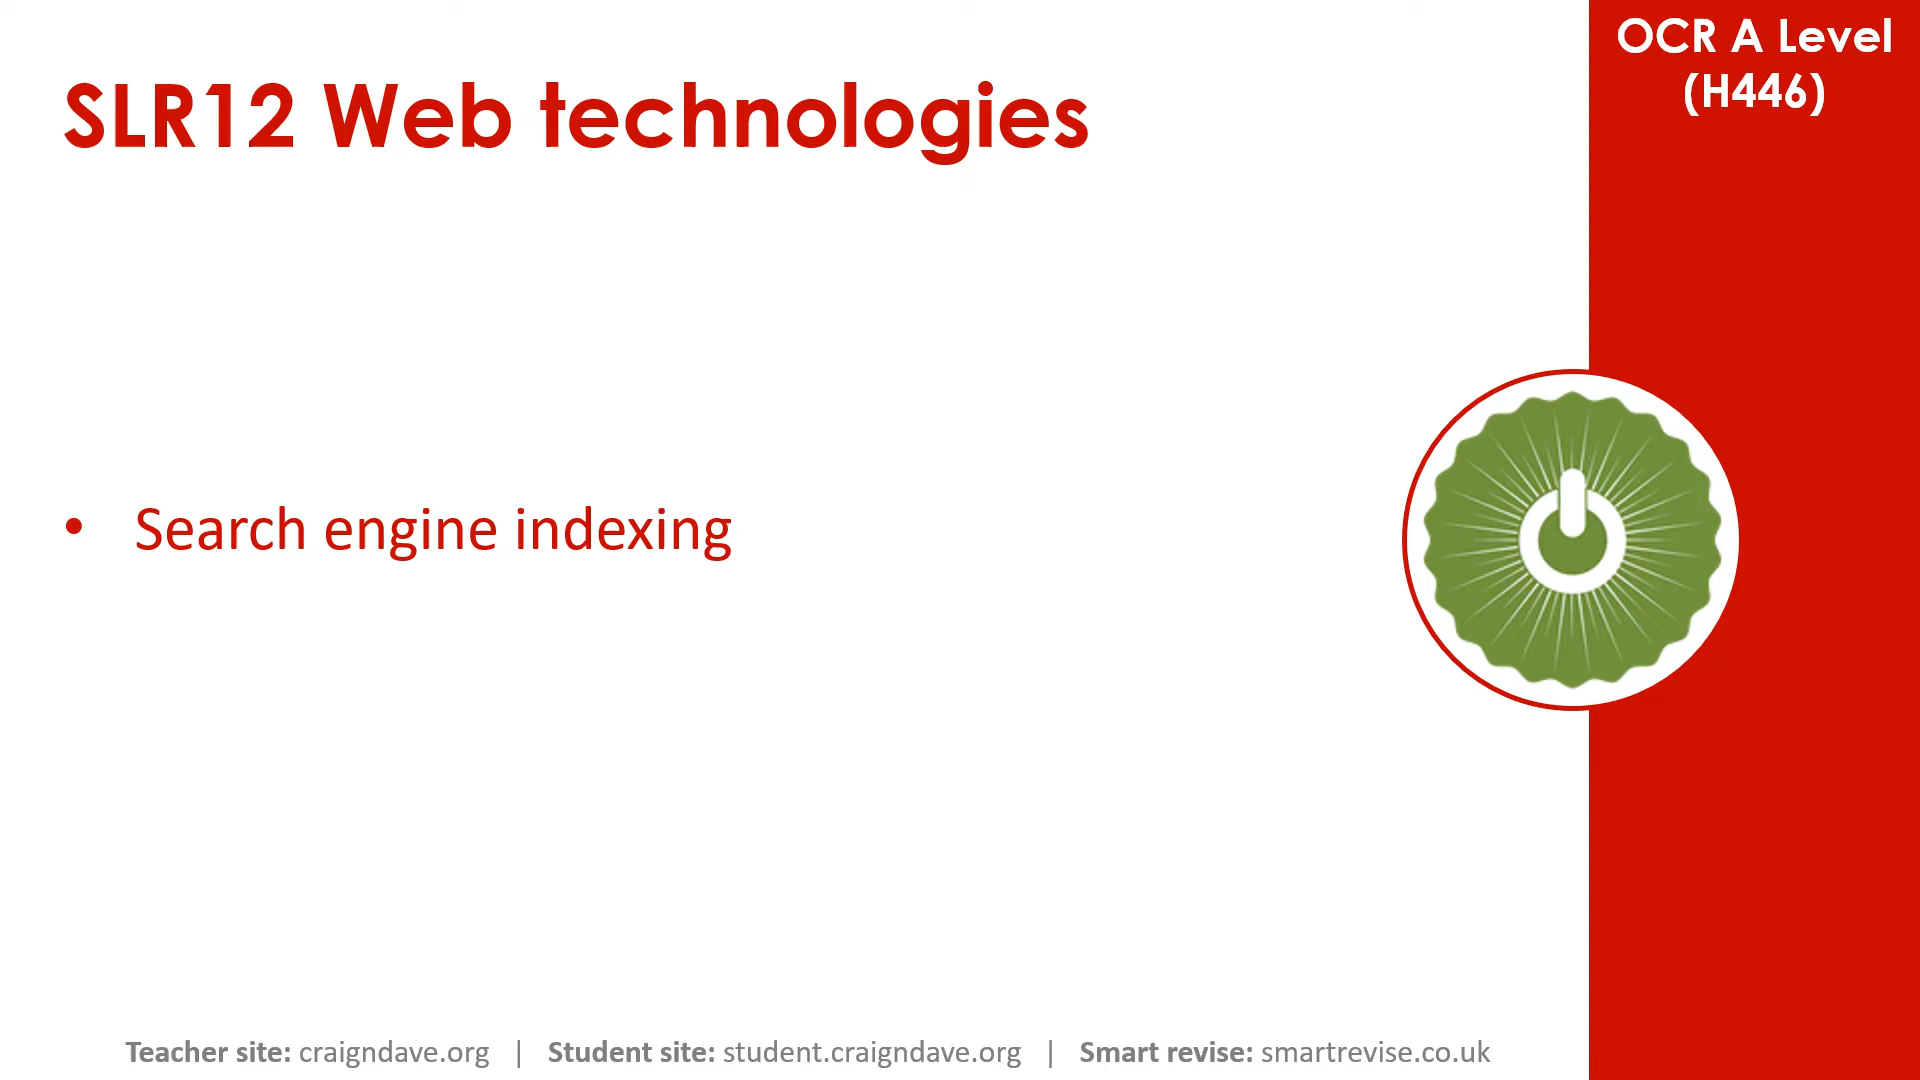 OCR A Level
(H446)
SLR12 Web technologies
• Search engine indexing
Teacher site: craigndave.org | Student site: student.craigndave.org | Smart revise: smartrevise.co.uk